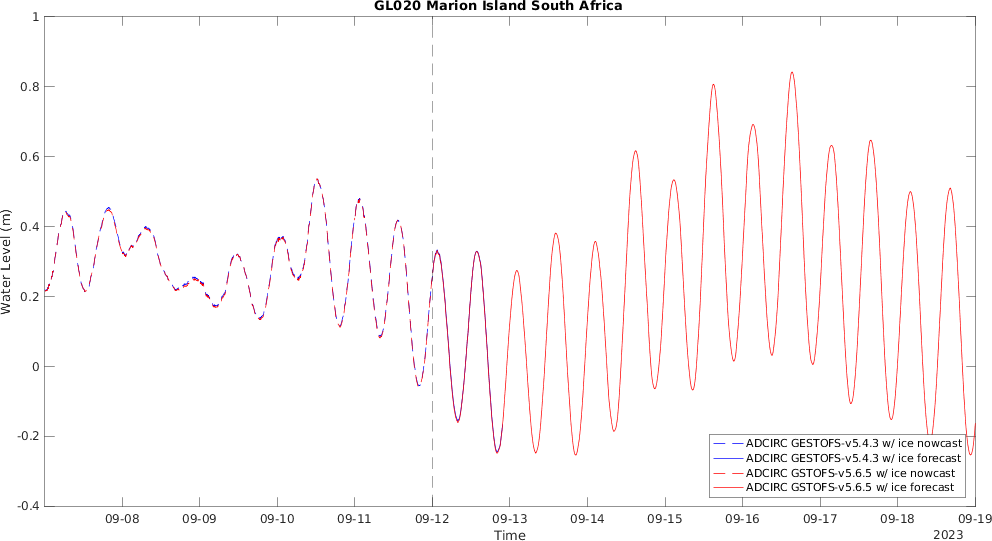 GL020 Marion Island South Africa
1
0.8
0.6
0.4
0.2
0
-0.2
-0.4
Water Level (m)
ADCIRC GESTOFS-v5.4.3 w/ ice nowcast
ADCIRC GESTOFS-v5.4.3 w/ ice forecast
ADCIRC GSTOFS-v5.6.5 w/ ice nowcast
ADCIRC GSTOFS-v5.6.5 w/ ice forecast
09-08 09-09 09-10 09-11 09-12 09-13 09-14 09-15 09-16 09-17 09-18 09-19
Time
2023